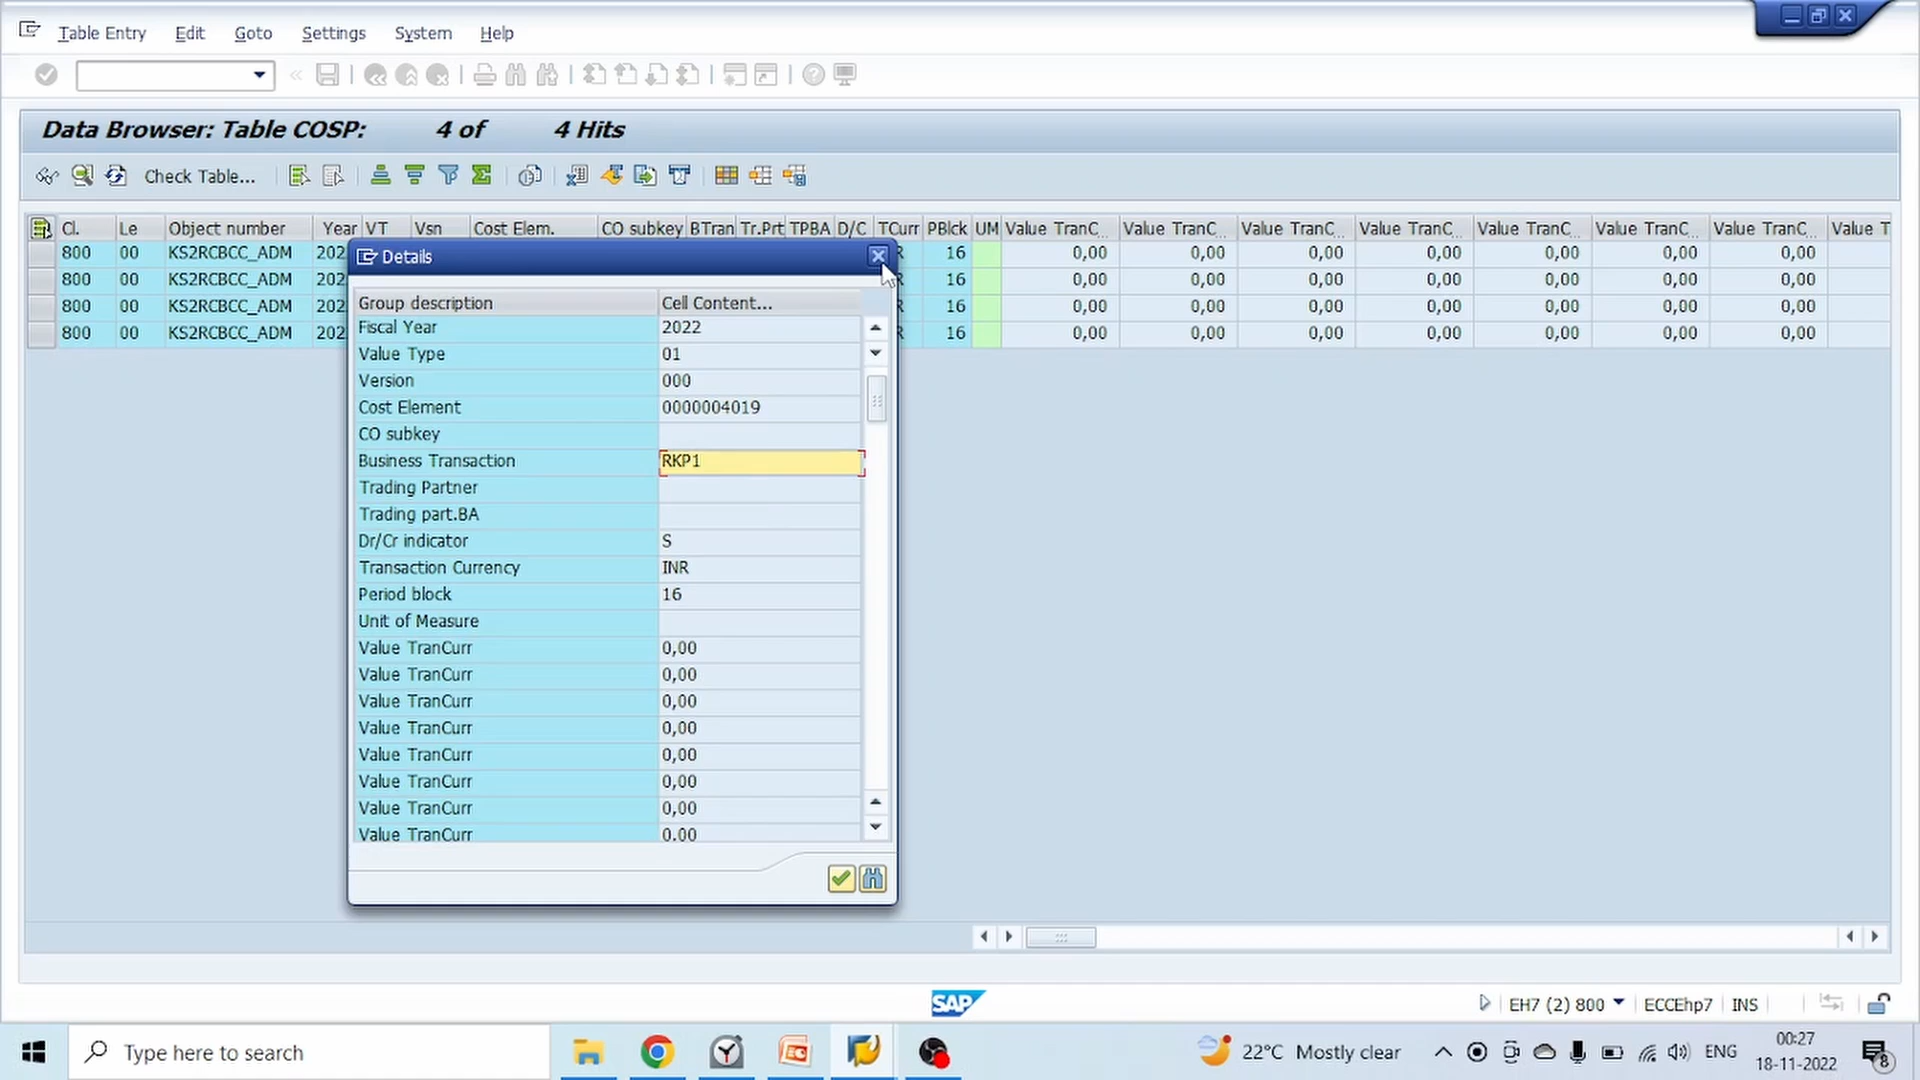 Table Entry Edit Goto Settings System Help
Data Browser: Table COSP: 4 of 4 Hits
Check Table...
Cl. Le Object number Year VT Vsn Cost Elem. CO subkey BTran Tr.Prt TPBA D/C TCurr PBlck UM Value TranC... Value TranC... Value TranC... Value TranC... Value TranC... Value TranC... Value TranC... Value T
800 00 KS2RCBCC_ADM 202 R 16 0,00 0,00 0,00 0,00 0,00 0,00 0,00
800 00 KS2RCBCC_ADM 202 R 16 0,00 0,00 0,00 0,00 0,00 0,00 0,00
800 00 KS2RCBCC_ADM 202 R 16 0,00 0,00 0,00 0,00 0,00 0,00 0,00
800 00 KS2RCBCC_ADM 202 R 16 0,00 0,00 0,00 0,00 0,00 0,00 0,00
Details
Group description Cell Content...
Fiscal Year 2022
Value Type 01
Version 000
Cost Element 0000004019
CO subkey
Business Transaction RKP1
Trading Partner
Trading part.BA
Dr/Cr indicator S
Transaction Currency INR
Period block 16
Unit of Measure
Value TranCurr 0,00
Value TranCurr 0,00
Value TranCurr 0,00
Value TranCurr 0,00
Value TranCurr 0,00
Value TranCurr 0,00
Value TranCurr 0,00
Value TranCurr 0.00
SAP
EH7 (2) 800 ECCEhp7 INS
Type here to search
22°C Mostly clear
ENG
00:27
18-11-2022
8